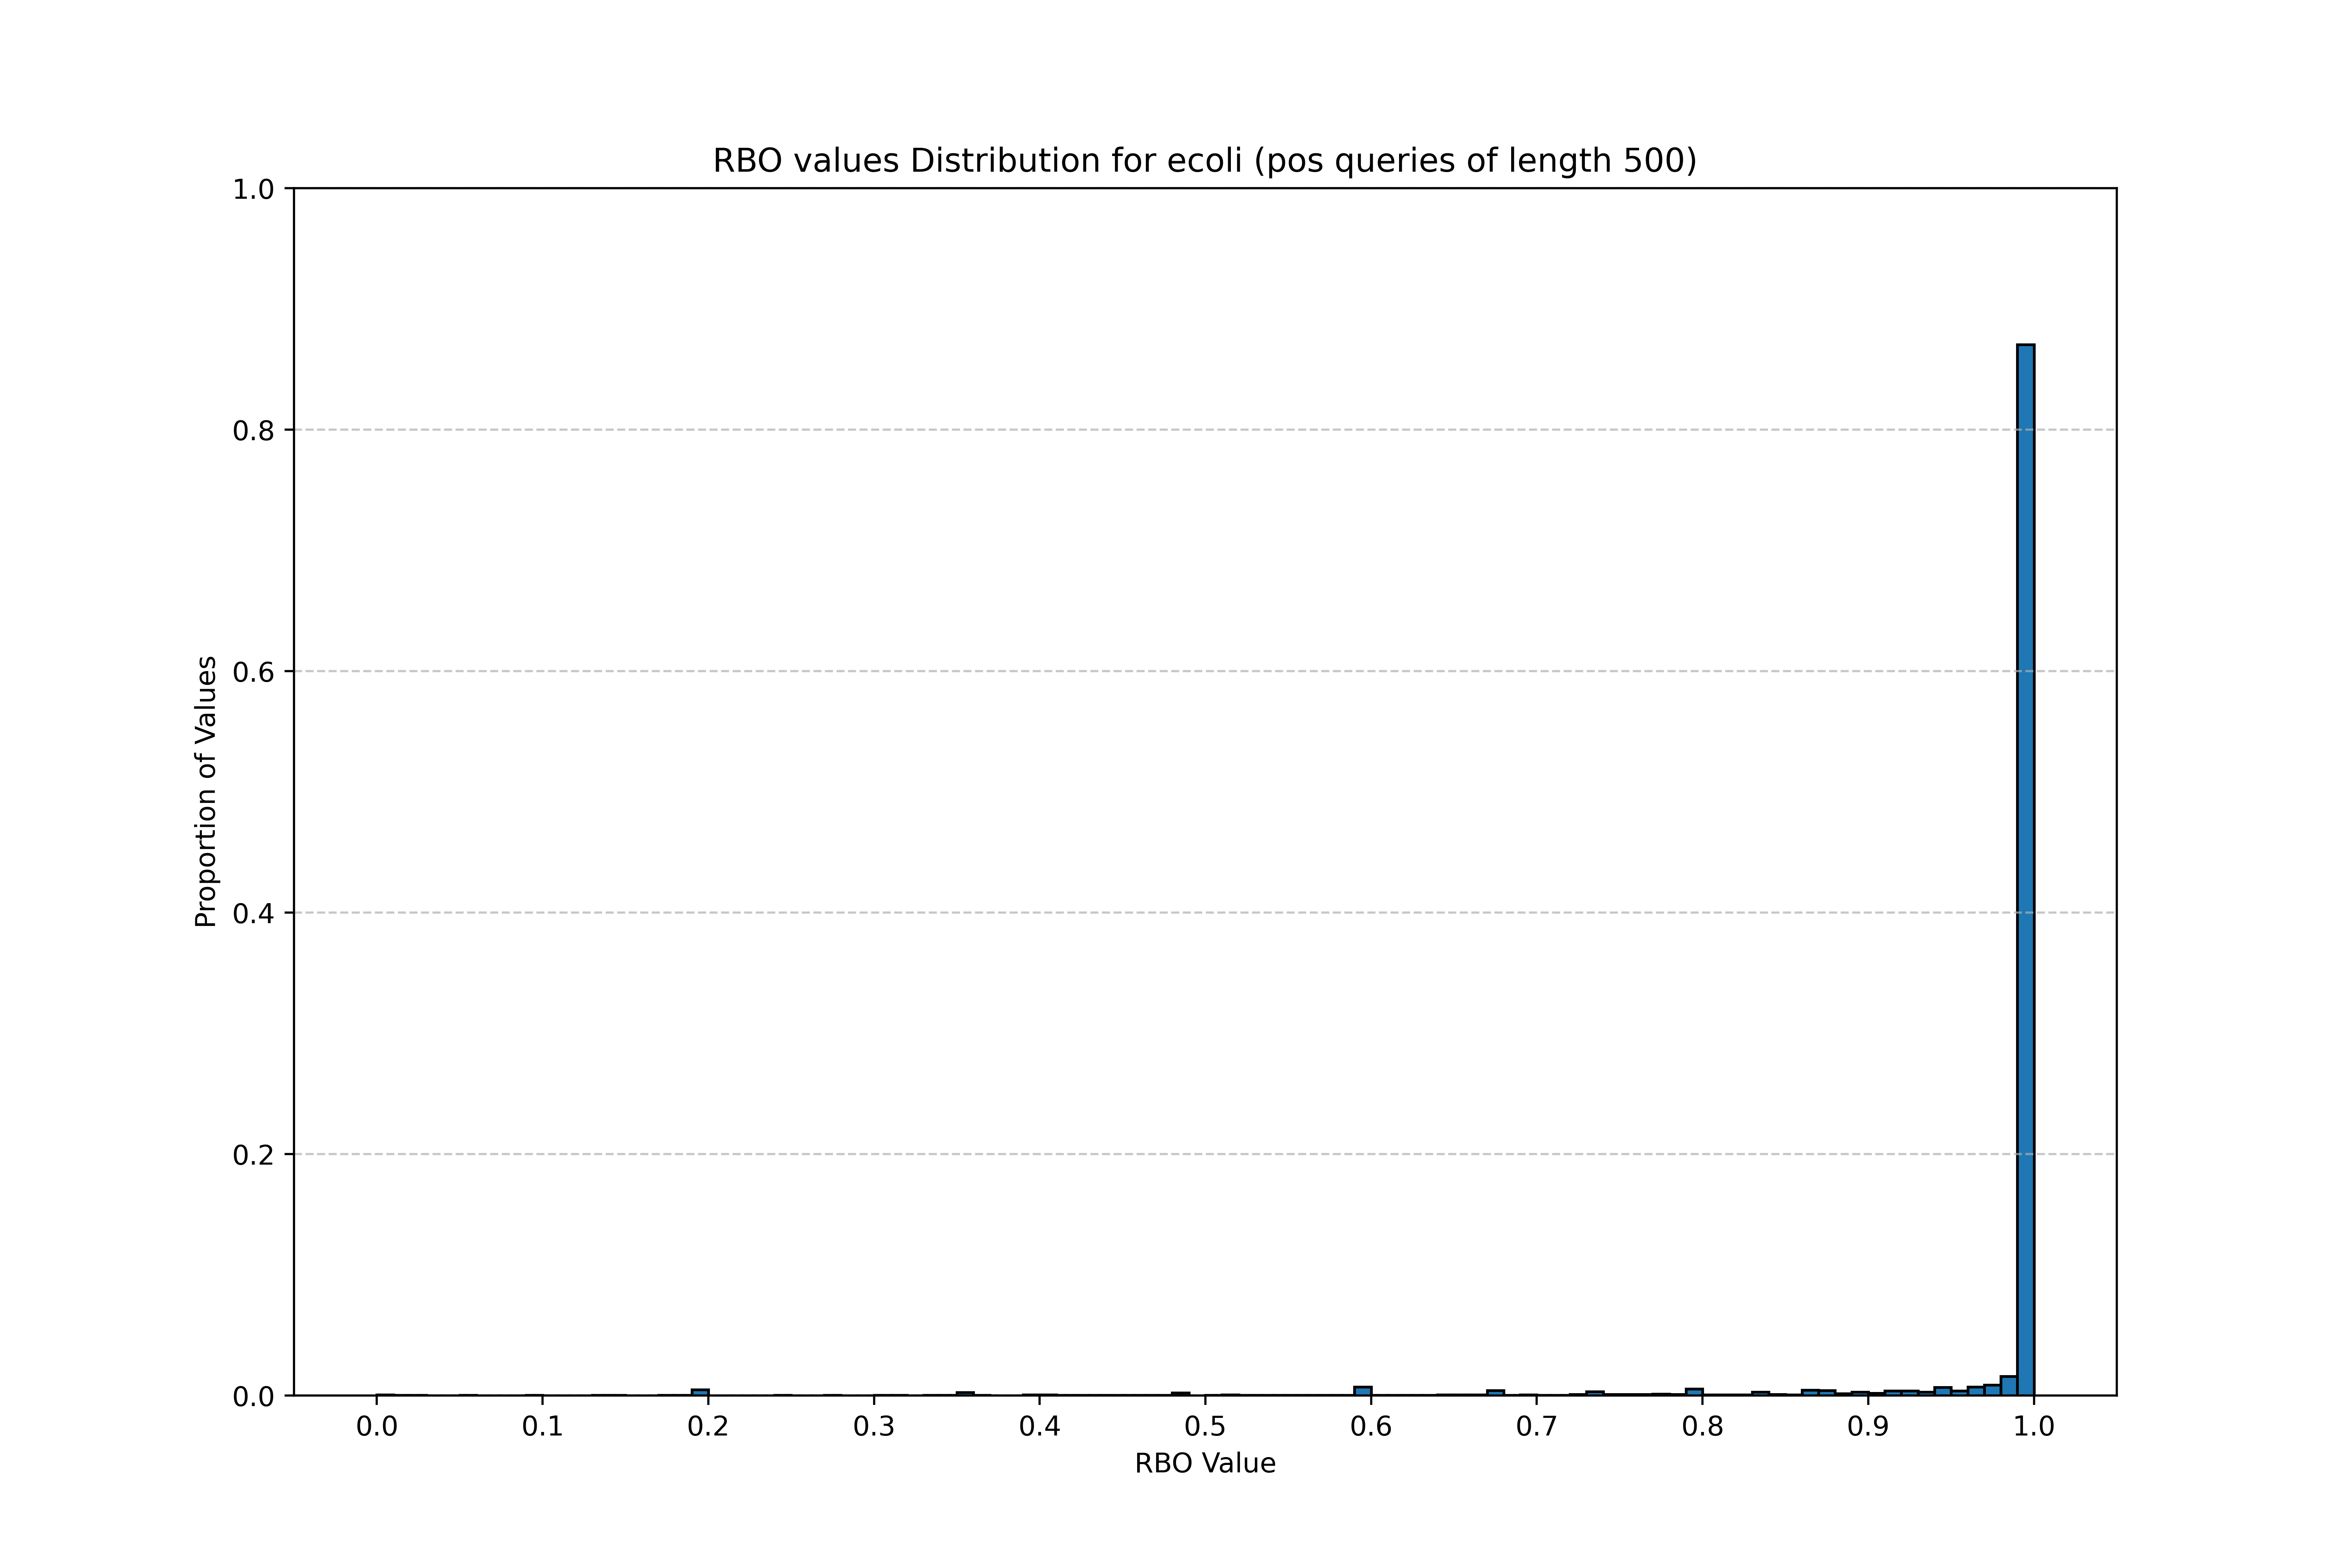 RBO values Distribution for ecoli (pos queries of length 500)
1.0
0.8
0.6
0.4
0.2
0.0
Proportion of Values
0.0 0.1 0.2 0.3 0.4 0.5 0.6 0.7 0.8 0.9 1.0
RBO Value